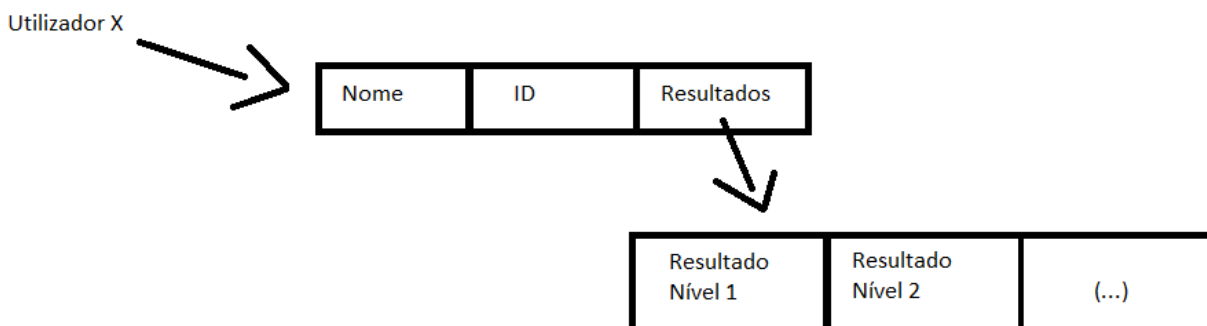 Utilizador X
Nome
ID
Resultados
Resultado
Nível 1
Resultado
Nível 2
(...)